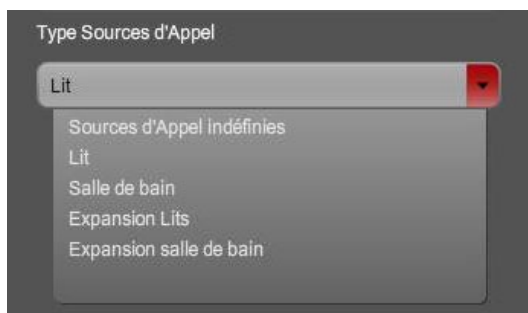 Type Sources d'Appel
Lit
Sources d'Appel indéfinies
Lit
Salle de bain
Expansion Lits
Expansion salle de bain